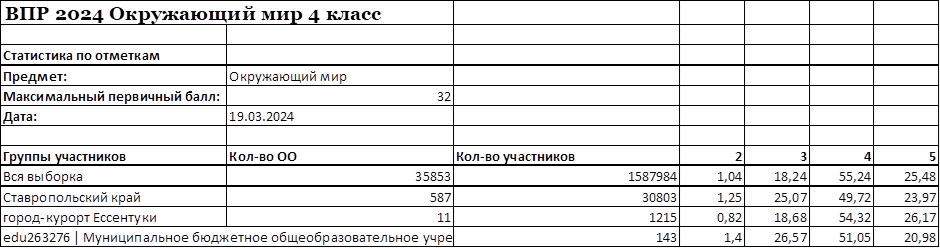 ВПР 2024 Окружающий мир 4 класс
Статистика по отметкам
Предмет: Окружающий мир
Максимальный первичный балл: 32
Дата: 19.03.2024
Группы участников Кол-во ОО Кол-во участников 2 3 4 5
Вся выборка 35853 1587984 1,04 18,24 55,24 25,48
Ставропольский край 587 30803 1,25 25,07 49,72 23,97
город-курорт Ессентуки 11 1215 0,82 18,68 54,32 26,17
edu263276 | Муниципальное бюджетное общеобразовательное учре 143 1,4 26,57 51,05 20,98